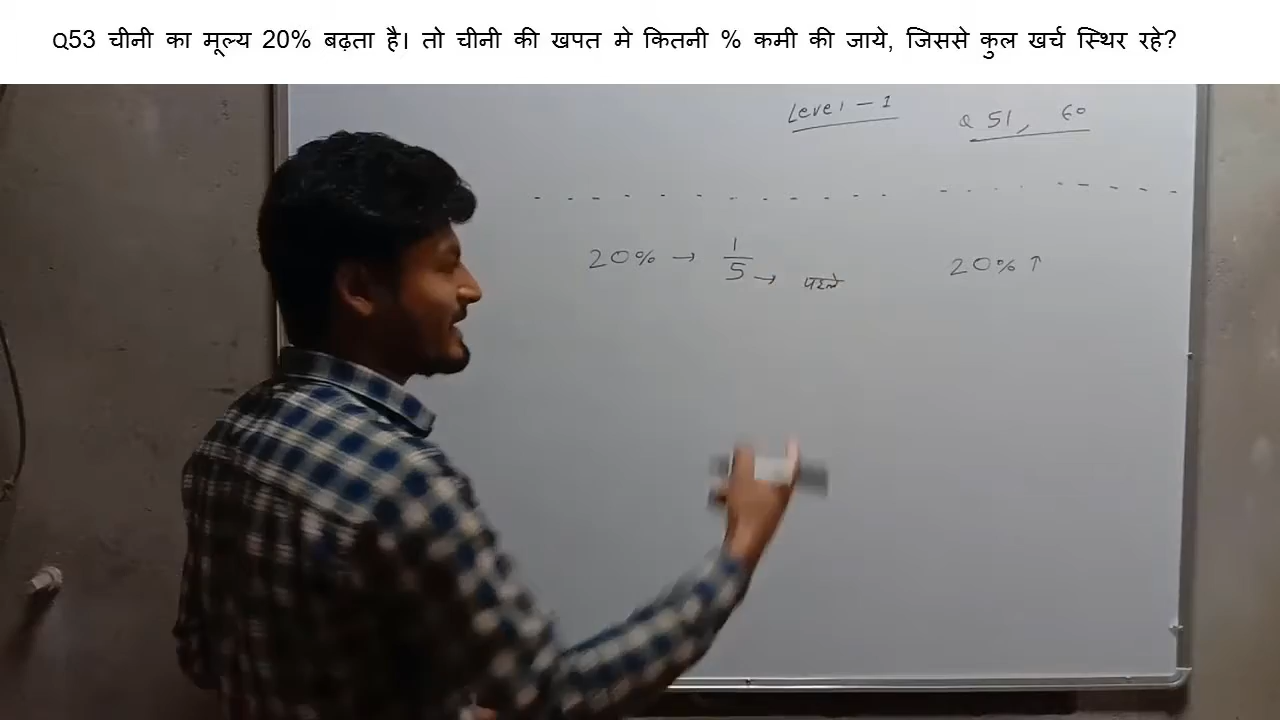 Q53 चीनी का मूल्य 20% बढ़ता है। तो चीनी की खपत मे कितनी % कमी की जाये, जिससे कुल खर्च स्थिर रहे?
Level - 1
Q 51, 60
20% → 1/5 → पहले
20% ↑